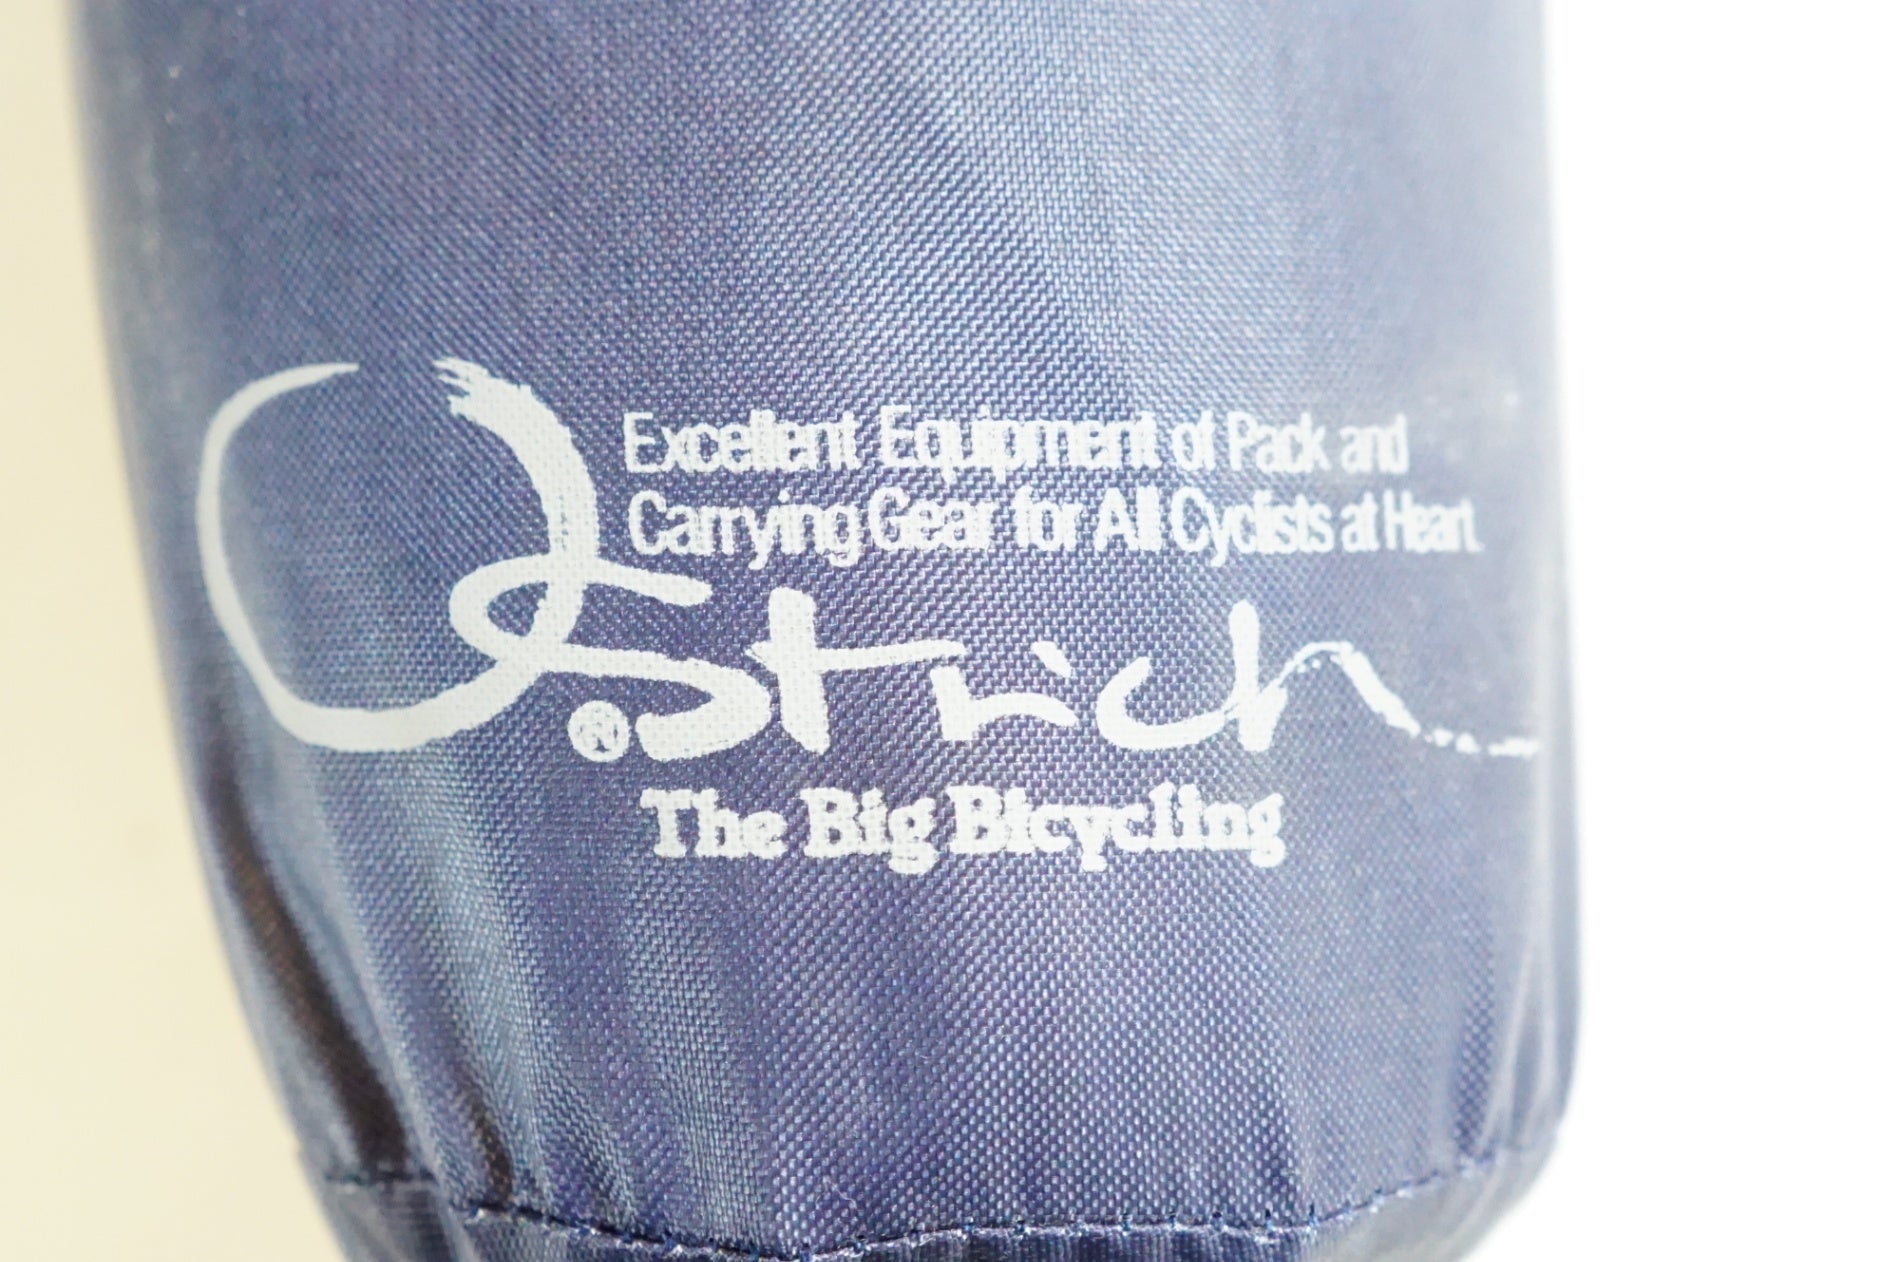 Excellent Equipment of Pack and
Carrying Gear for All Cyclists at Heart.
Ostrich
®
The Big Bicycling